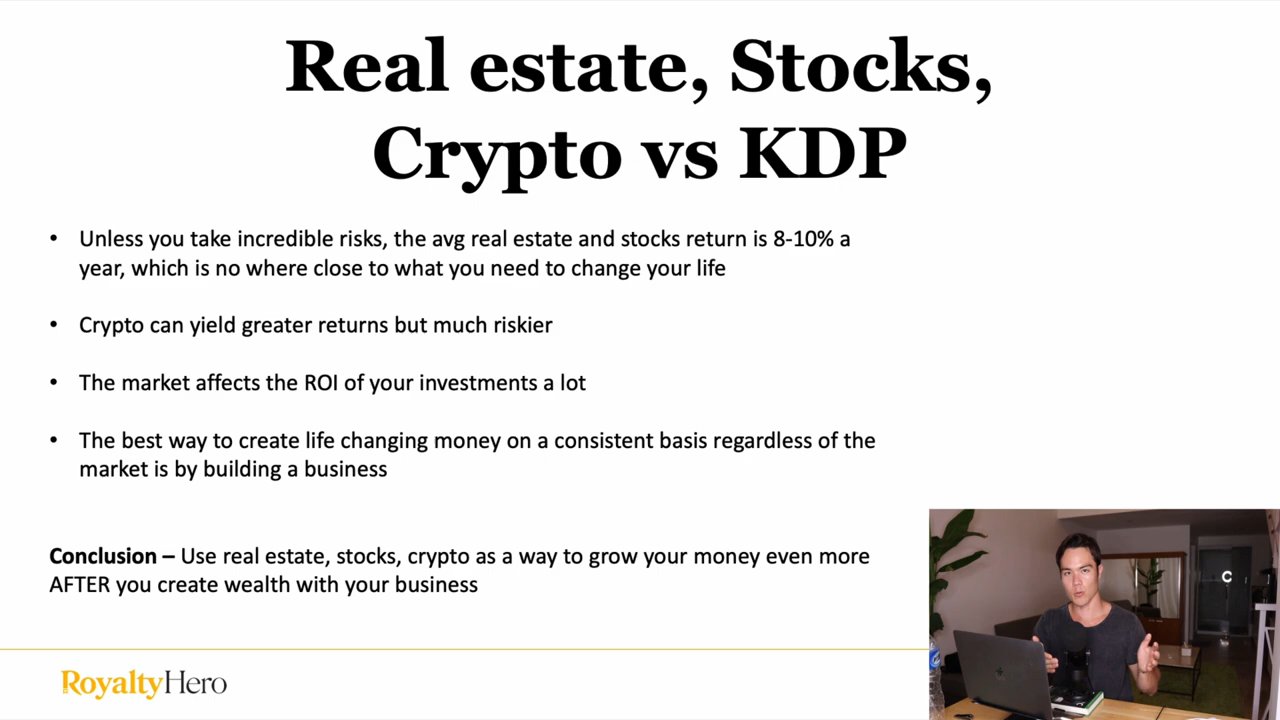 Real estate, Stocks,
Crypto vs KDP
• Unless you take incredible risks, the avg real estate and stocks return is 8-10% a
year, which is no where close to what you need to change your life
• Crypto can yield greater returns but much riskier
• The market affects the ROI of your investments a lot
• The best way to create life changing money on a consistent basis regardless of the
market is by building a business
Conclusion – Use real estate, stocks, crypto as a way to grow your money even more
AFTER you create wealth with your business
RoyaltyHero